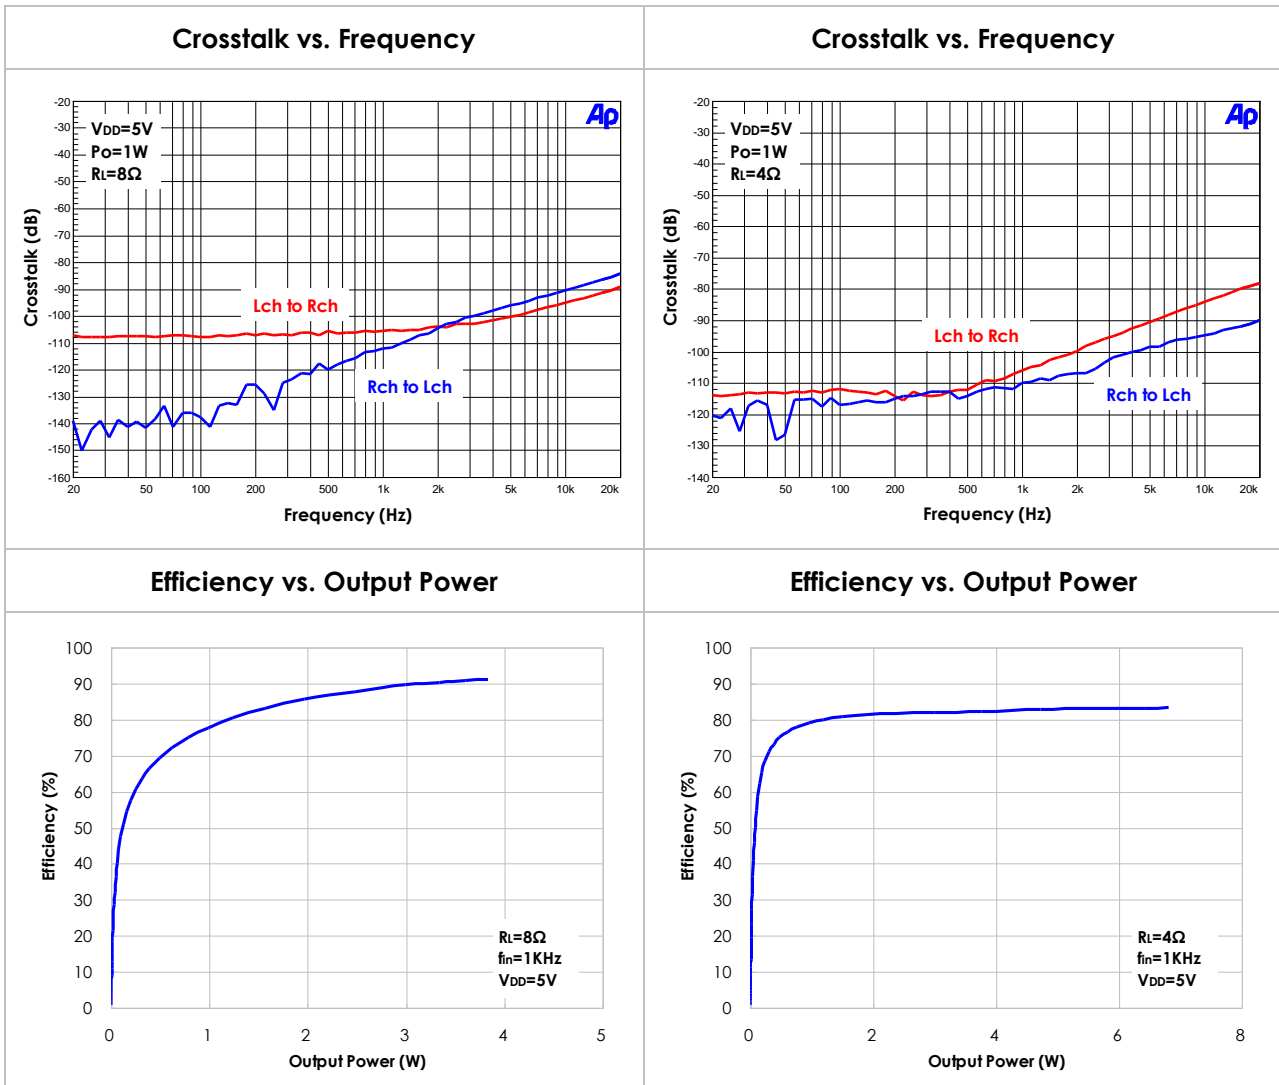 Crosstalk vs. Frequency
Crosstalk vs. Frequency
Ap
VDD=5V
Po=1W
RL=8Ω
-20
-30
-40
-50
-60
-70
-80
-90
-100
-110
-120
-130
-140
-150
-160
Crosstalk (dB)
Lch to Rch
Rch to Lch
20
50
100
200
500
1k
2k
5k
10k
20k
Frequency (Hz)
Ap
VDD=5V
Po=1W
RL=4Ω
-20
-30
-40
-50
-60
-70
-80
-90
-100
-110
-120
-130
-140
Crosstalk (dB)
Lch to Rch
Rch to Lch
20
50
100
200
500
1k
2k
5k
10k
20k
Frequency (Hz)
Efficiency vs. Output Power
Efficiency vs. Output Power
100
90
80
70
60
50
40
30
20
10
0
Efficiency (%)
RL=8Ω
fin=1KHz
VDD=5V
0
1
2
3
4
5
Output Power (W)
100
90
80
70
60
50
40
30
20
10
0
Efficiency (%)
RL=4Ω
fin=1KHz
VDD=5V
0
2
4
6
8
Output Power (W)